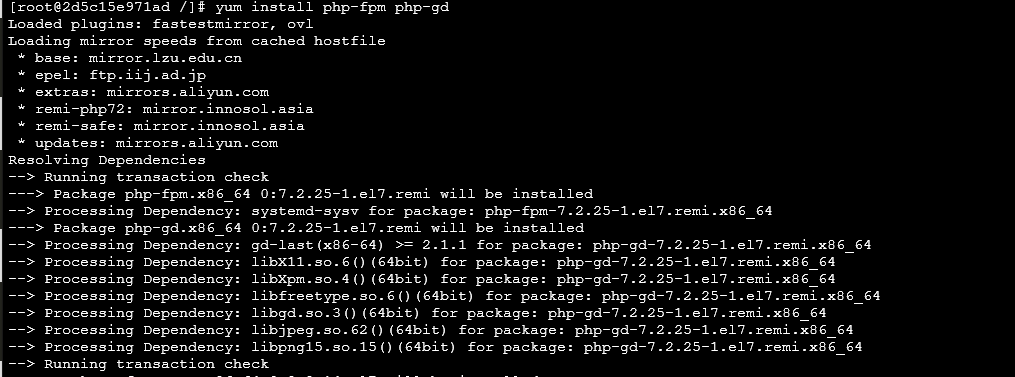 [root@2d5c15e971ad /]# yum install php-fpm php-gd
Loaded plugins: fastestmirror, ovl
Loading mirror speeds from cached hostfile
 * base: mirror.lzu.edu.cn
 * epel: ftp.iij.ad.jp
 * extras: mirrors.aliyun.com
 * remi-php72: mirror.innosol.asia
 * remi-safe: mirror.innosol.asia
 * updates: mirrors.aliyun.com
Resolving Dependencies
--> Running transaction check
---> Package php-fpm.x86_64 0:7.2.25-1.el7.remi will be installed
--> Processing Dependency: systemd-sysv for package: php-fpm-7.2.25-1.el7.remi.x86_64
---> Package php-gd.x86_64 0:7.2.25-1.el7.remi will be installed
--> Processing Dependency: gd-last(x86-64) >= 2.1.1 for package: php-gd-7.2.25-1.el7.remi.x86_64
--> Processing Dependency: libX11.so.6()(64bit) for package: php-gd-7.2.25-1.el7.remi.x86_64
--> Processing Dependency: libXpm.so.4()(64bit) for package: php-gd-7.2.25-1.el7.remi.x86_64
--> Processing Dependency: libfreetype.so.6()(64bit) for package: php-gd-7.2.25-1.el7.remi.x86_64
--> Processing Dependency: libgd.so.3()(64bit) for package: php-gd-7.2.25-1.el7.remi.x86_64
--> Processing Dependency: libjpeg.so.62()(64bit) for package: php-gd-7.2.25-1.el7.remi.x86_64
--> Processing Dependency: libpng15.so.15()(64bit) for package: php-gd-7.2.25-1.el7.remi.x86_64
--> Running transaction check